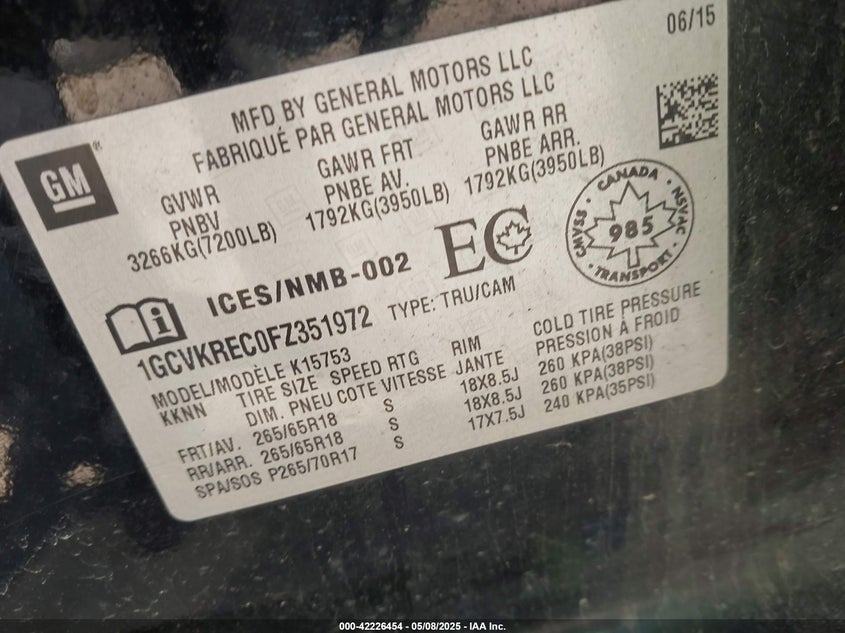 06/15
MFD BY GENERAL MOTORS LLC
FABRIQUÉ PAR GENERAL MOTORS LLC
GM®
GVWR GAWR FRT GAWR RR
PNBV PNBE AV. PNBE ARR.
3266KG(7200LB) 1792KG(3950LB) 1792KG(3950LB)
CANADA
CMVSS NSVAC
985
TRANSPORT
EC
i ICES/NMB-002
1GCVKREC0FZ351972 TYPE: TRU/CAM
MODEL/MODÈLE K15753
KKNN TIRE SIZE SPEED RTG RIM COLD TIRE PRESSURE
DIM. PNEU COTE VITESSE JANTE PRESSION À FROID
FRT/AV. 265/65R18 S 18X8.5J 260 KPA(38PSI)
RR/ARR. 265/65R18 S 18X8.5J 260 KPA(38PSI)
SPA/SOS P265/70R17 S 17X7.5J 240 KPA(35PSI)
000-42226454 - 05/08/2025 - IAA Inc.